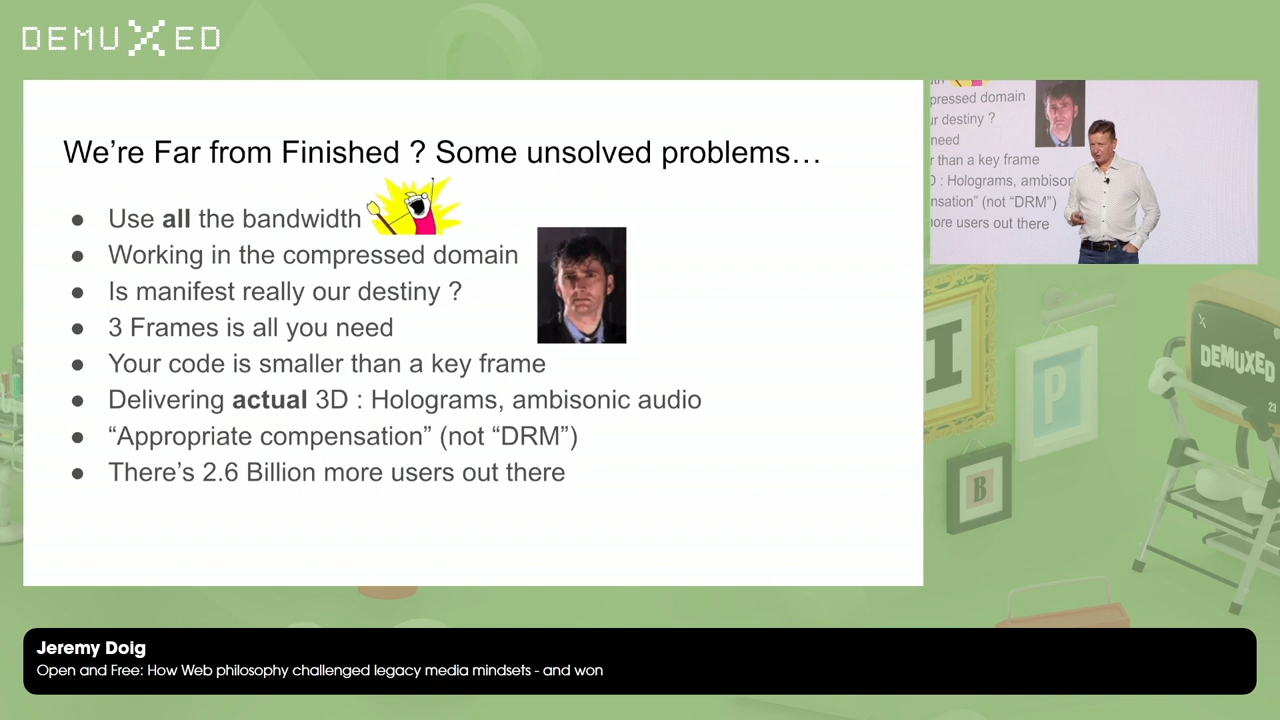 DEMUXED
We’re Far from Finished ? Some unsolved problems…
● Use all the bandwidth
● Working in the compressed domain
● Is manifest really our destiny ?
● 3 Frames is all you need
● Your code is smaller than a key frame
● Delivering actual 3D : Holograms, ambisonic audio
● “Appropriate compensation” (not “DRM”)
● There’s 2.6 Billion more users out there
pressed domain
ur destiny ?
need
r than a key frame
D : Holograms, ambisor
nsation” (not “DRM”)
ore users out there
I
P
B
DEMUXED
23
Jeremy Doig
Open and Free: How Web philosophy challenged legacy media mindsets - and won